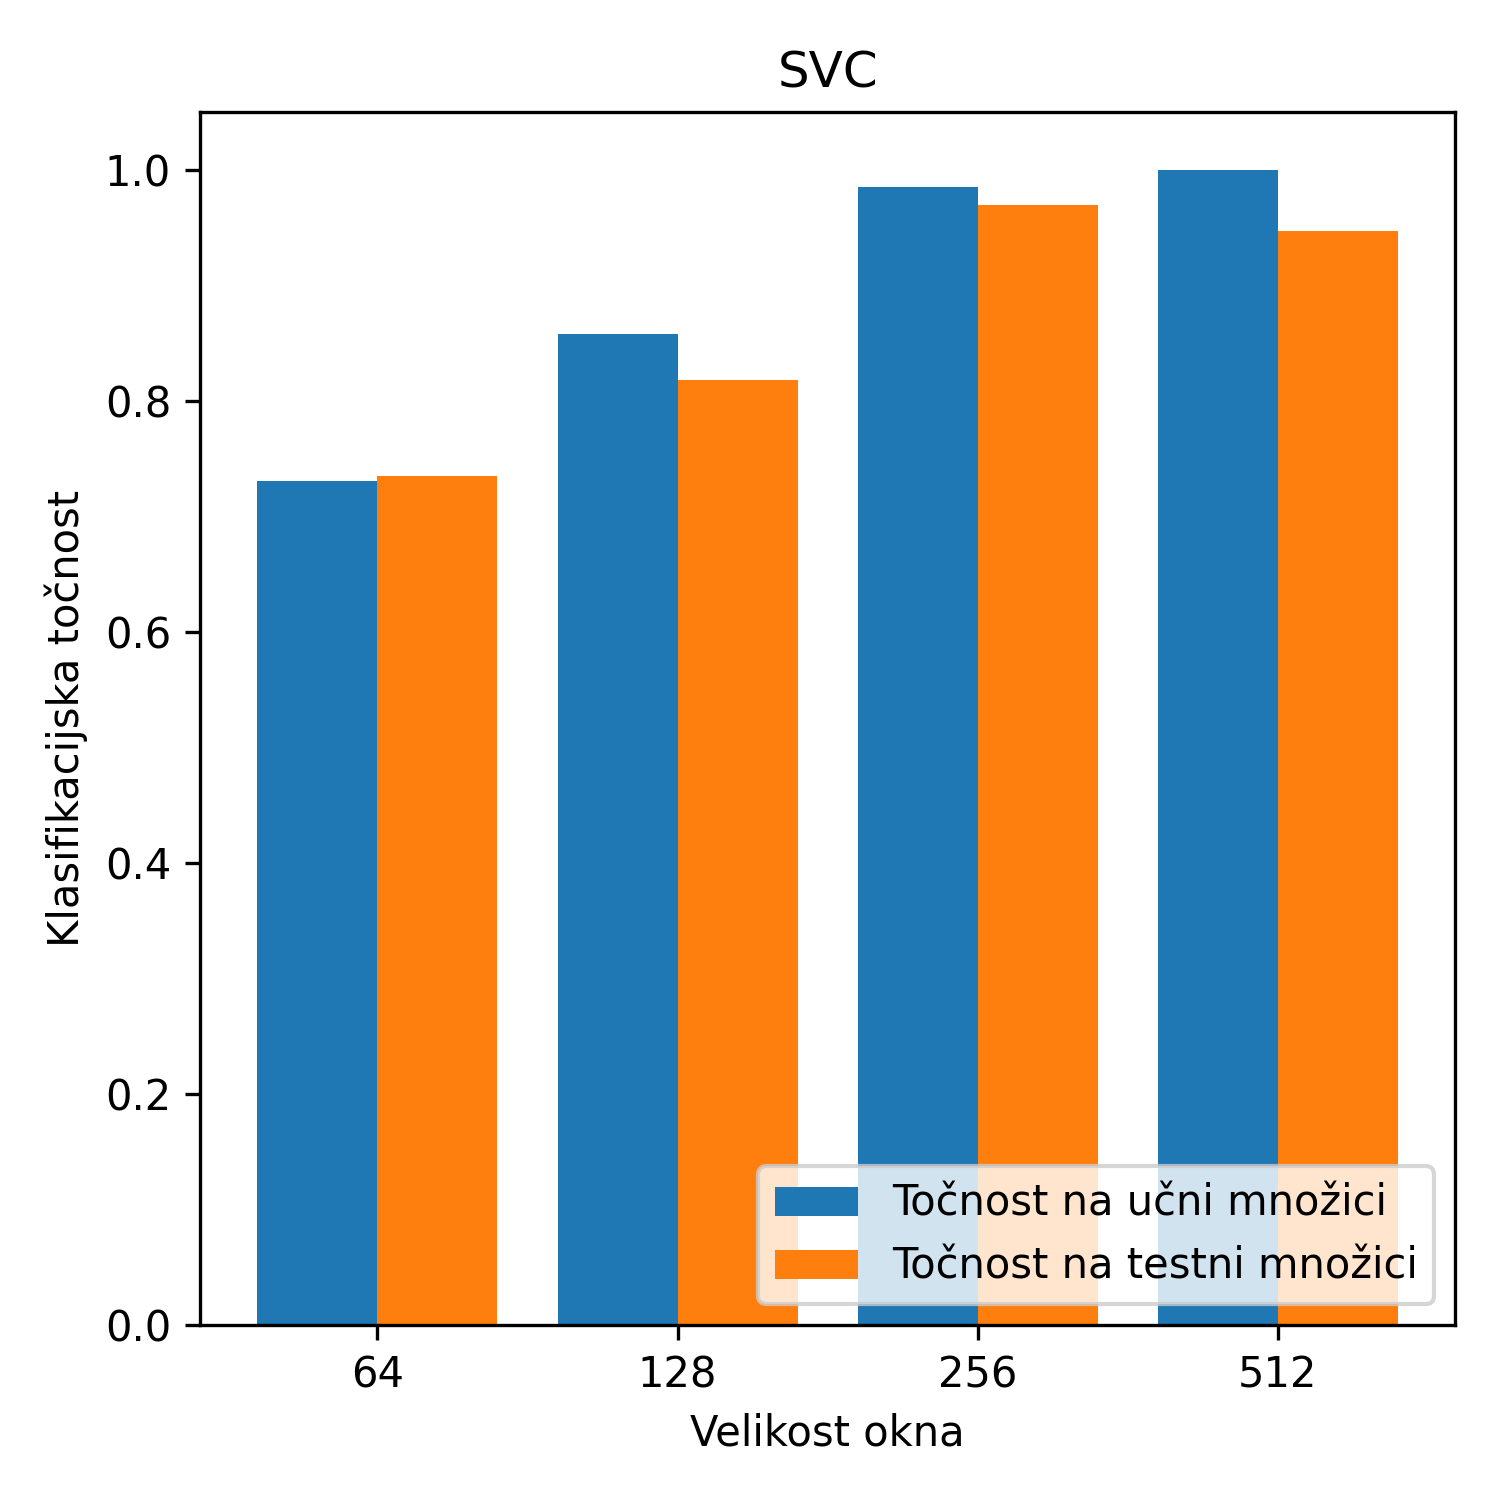 SVC
1.0
0.8
0.6
0.4
0.2
0.0
Klasifikacijska točnost
64
128
256
512
Velikost okna
Točnost na učni množici
Točnost na testni množici